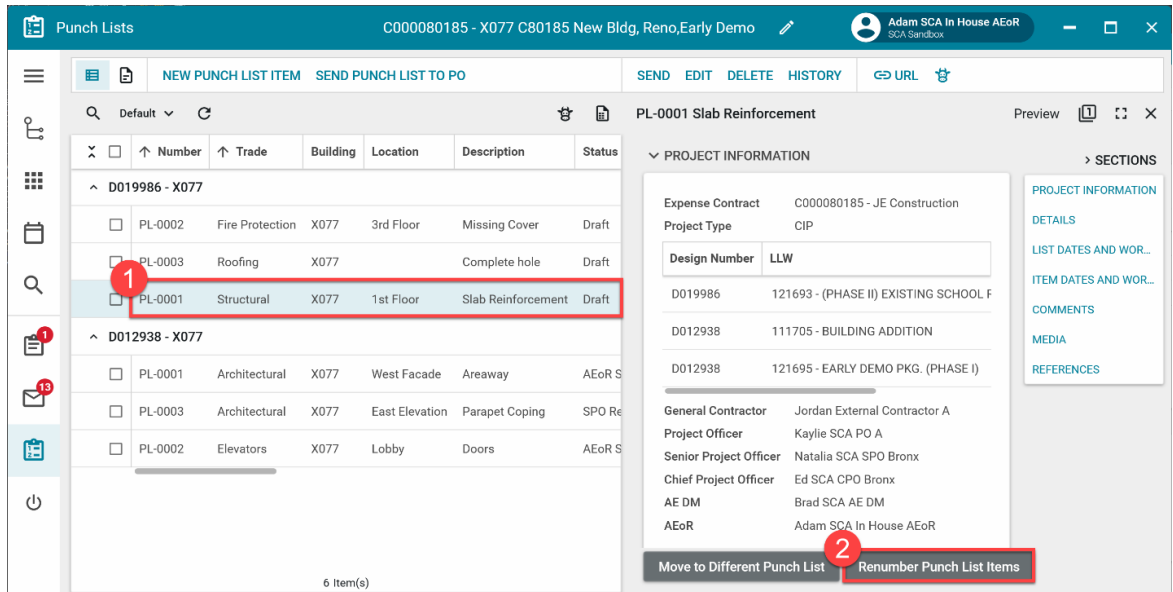 Punch Lists
C000080185 - X077 C80185 New Bldg, Reno,Early Demo
Adam SCA In House AEoR
SCA Sandbox
NEW PUNCH LIST ITEM SEND PUNCH LIST TO PO
SEND EDIT DELETE HISTORY URL
Default
PL-0001 Slab Reinforcement
Preview 1
Number Trade Building Location Description Status
D019986 - X077
PL-0002 Fire Protection X077 3rd Floor Missing Cover Draft
PL-0003 Roofing X077 Complete hole Draft
1
PL-0001 Structural X077 1st Floor Slab Reinforcement Draft
D012938 - X077
PL-0001 Architectural X077 West Facade Areaway AEoR S
PL-0003 Architectural X077 East Elevation Parapet Coping SPO Re
PL-0002 Elevators X077 Lobby Doors AEoR S
6 Item(s)
1
13
PROJECT INFORMATION
Expense Contract C000080185 - JE Construction
Project Type CIP
Design Number LLW
D019986 121693 - (PHASE II) EXISTING SCHOOL F
D012938 111705 - BUILDING ADDITION
D012938 121695 - EARLY DEMO PKG. (PHASE I)
General Contractor Jordan External Contractor A
Project Officer Kaylie SCA PO A
Senior Project Officer Natalia SCA SPO Bronx
Chief Project Officer Ed SCA CPO Bronx
AE DM Brad SCA AE DM
AEoR Adam SCA In House AEoR
2
Move to Different Punch List Renumber Punch List Items
SECTIONS
PROJECT INFORMATION
DETAILS
LIST DATES AND WOR...
ITEM DATES AND WOR...
COMMENTS
MEDIA
REFERENCES